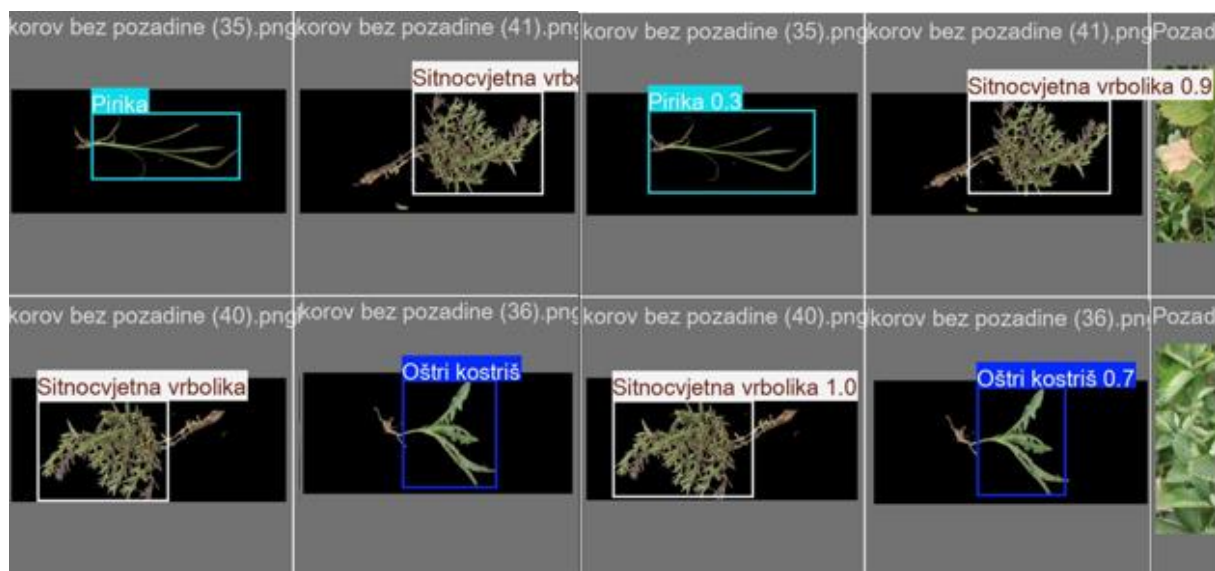 korov bez pozadine (35).png
korov bez pozadine (41).png
korov bez pozadine (35).png
korov bez pozadine (41).png
Pozad
Pirika
Sitnocvjetna vrbo
Pirika 0.3
Sitnocvjetna vrbolika 0.9
korov bez pozadine (40).png
korov bez pozadine (36).png
korov bez pozadine (40).png
korov bez pozadine (36).png
Pozad
Sitnocvjetna vrbolika
Oštri kostriš
Sitnocvjetna vrbolika 1.0
Oštri kostriš 0.7